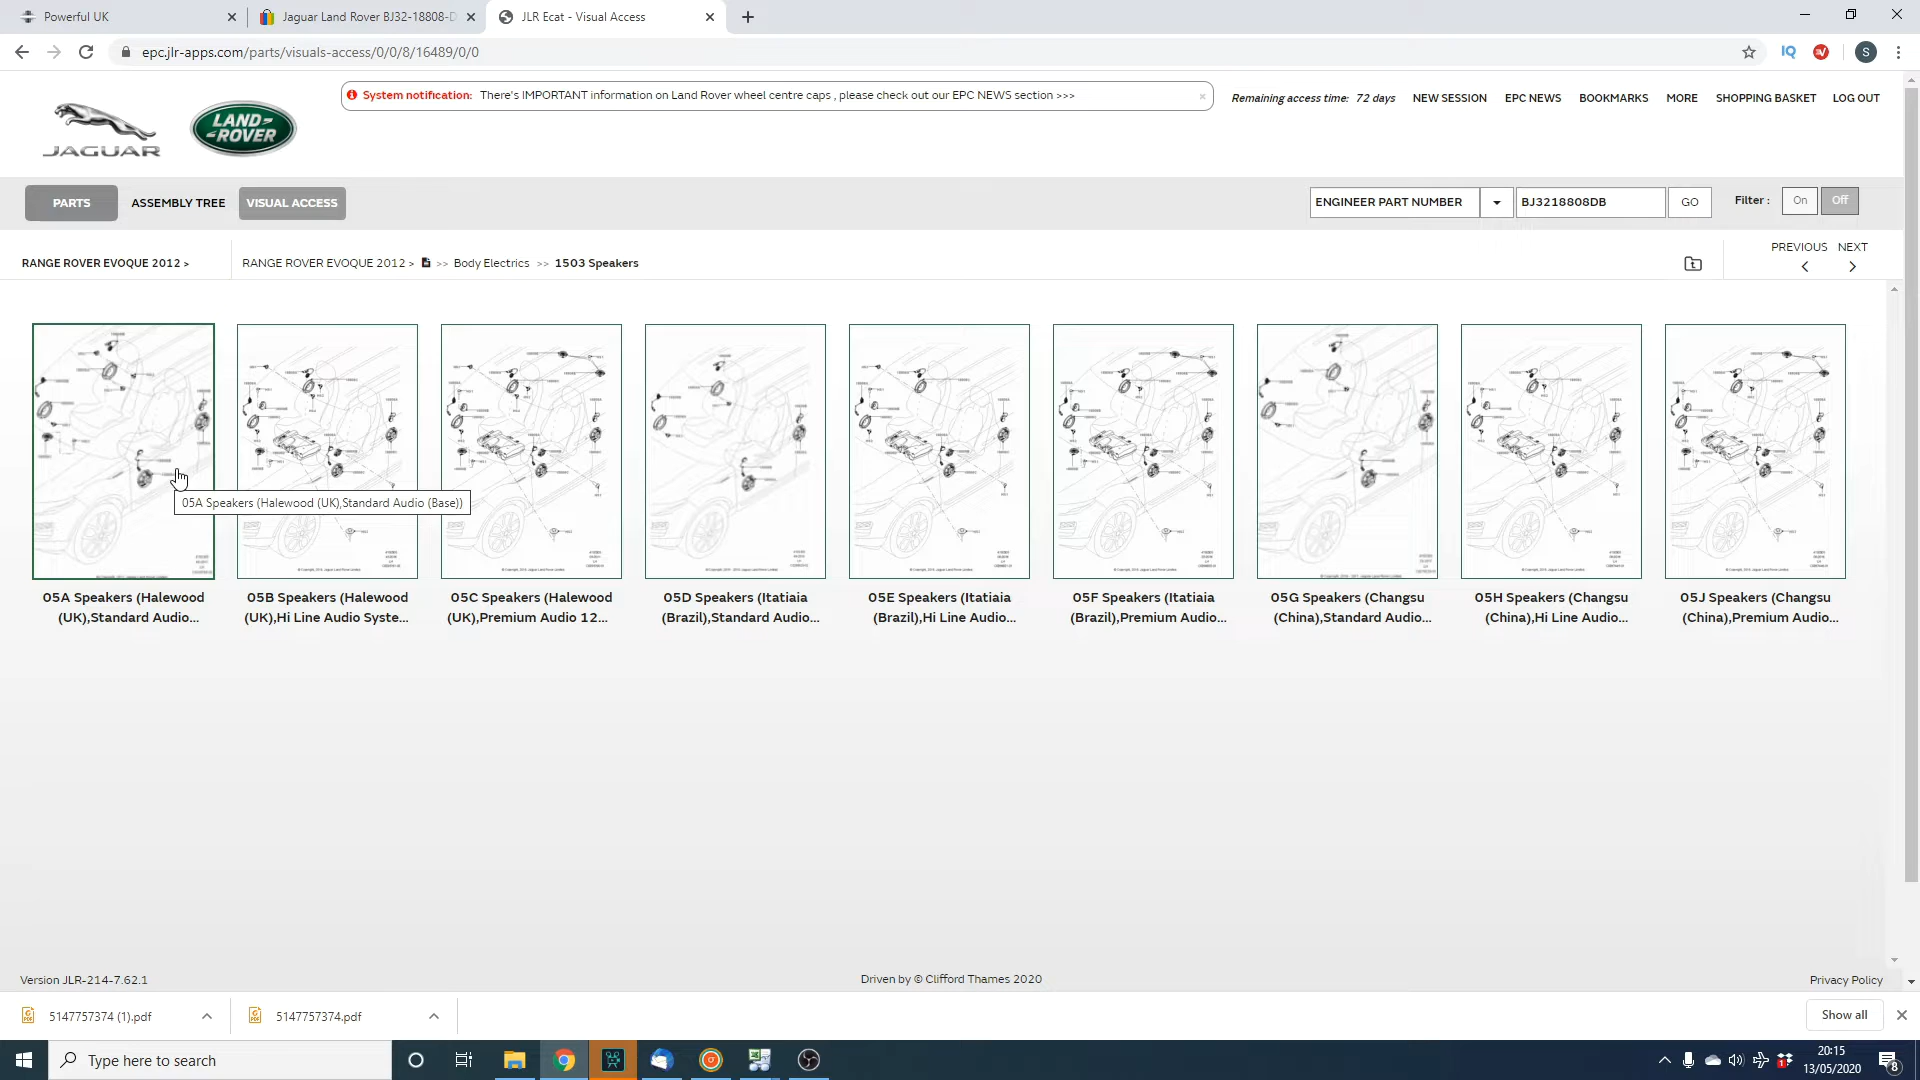 Powerful UK
Jaguar Land Rover BJ32-18808-D
JLR Ecat - Visual Access
epc.jlr-apps.com/parts/visuals-access/0/0/8/16489/0/0
IQ
S
JAGUAR
LAND-
ROVER
System notification: There's IMPORTANT information on Land Rover wheel centre caps , please check out our EPC NEWS section >>>
Remaining access time: 72 days
NEW SESSION
EPC NEWS
BOOKMARKS
MORE
SHOPPING BASKET
LOG OUT
PARTS
ASSEMBLY TREE
VISUAL ACCESS
ENGINEER PART NUMBER
BJ3218808DB
GO
Filter :
On
Off
RANGE ROVER EVOQUE 2012 >
RANGE ROVER EVOQUE 2012 > >> Body Electrics >> 1503 Speakers
PREVIOUS NEXT
05A Speakers (Halewood (UK),Standard Audio (Base))
05A Speakers (Halewood
(UK),Standard Audio...
05B Speakers (Halewood
(UK),Hi Line Audio Syste...
05C Speakers (Halewood
(UK),Premium Audio 12...
05D Speakers (Itatiaia
(Brazil),Standard Audio...
05E Speakers (Itatiaia
(Brazil),Hi Line Audio...
05F Speakers (Itatiaia
(Brazil),Premium Audio...
05G Speakers (Changsu
(China),Standard Audio...
05H Speakers (Changsu
(China),Hi Line Audio...
05J Speakers (Changsu
(China),Premium Audio...
Version JLR-214-7.62.1
Driven by © Clifford Thames 2020
Privacy Policy
5147757374 (1).pdf
5147757374.pdf
Show all
Type here to search
20:15
13/05/2020
8